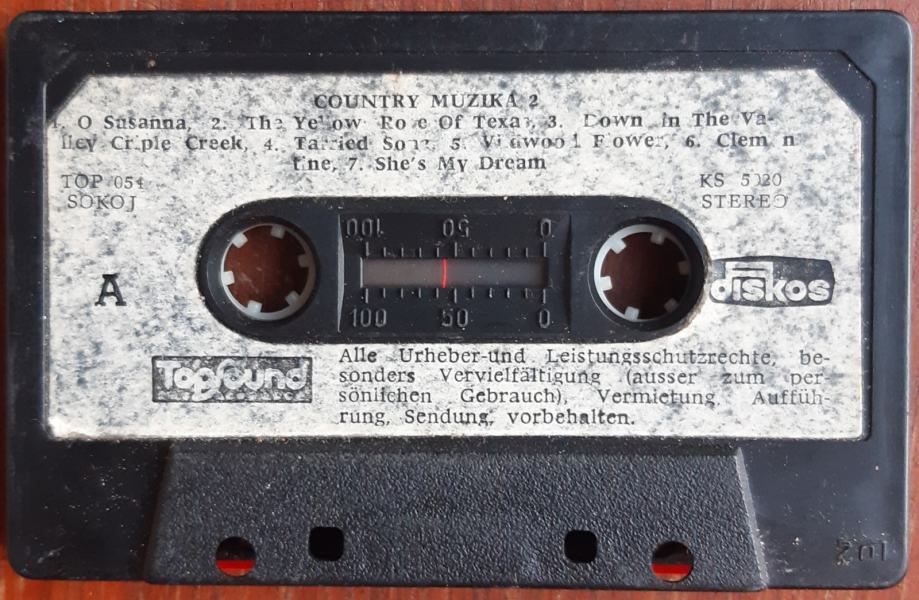 COUNTRY MUZIKA 2
1. O Susanna, 2. The Yellow Rose Of Texas, 3. Down in The Va-
lley Criple Creek, 4. Tarried Song, 5. Vidwood Flower, 6. Clemen
tine, 7. She's My Dream
TOP 054
SOKOJ
KS 5020
STEREO
100 50 0
A
diskos
100 50 0
TopSound
Alle Urheber-und Leistungsschutzrechte, be-
sonders Vervielfältigung (ausser zum per
sönlichen Gebrauch), Vermietung, Auffüh-
rung, Sendung, vorbehalten.